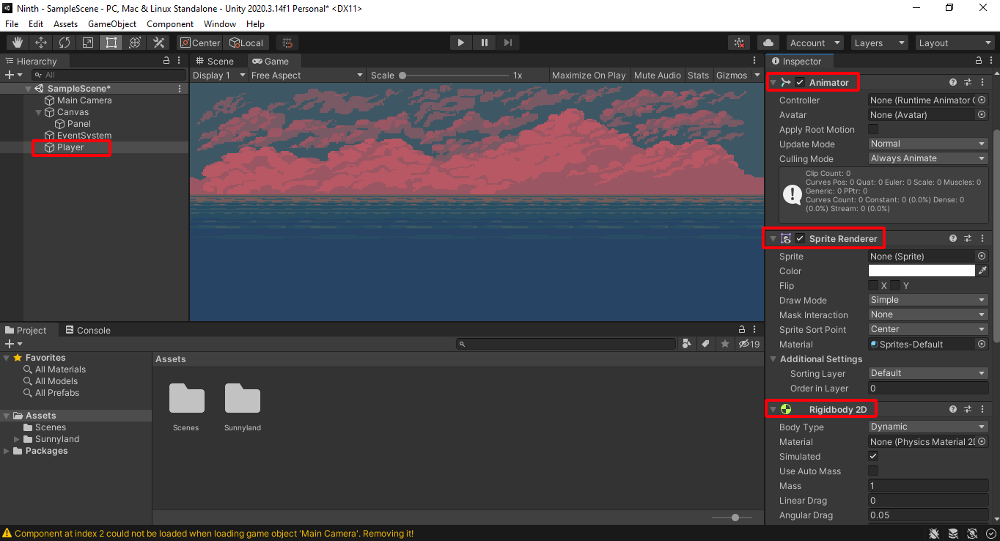 Ninth - SampleScene - PC, Mac & Linux Standalone - Unity 2020.3.14f1 Personal* <DX11>
File Edit Assets GameObject Component Window Help
Center Local Account Layers Layout
Hierarchy
All
SampleScene*
Main Camera
Canvas
Panel
EventSystem
Player
Scene Game
Display 1 Free Aspect Scale 1x Maximize On Play Mute Audio Stats Gizmos
Inspector
Animator
Controller None (Runtime Animator C
Avatar None (Avatar)
Apply Root Motion
Update Mode Normal
Culling Mode Always Animate
Clip Count: 0
Curves Pos: 0 Quat: 0 Euler: 0 Scale: 0 Muscles: 0
Generic: 0 PPtr: 0
Curves Count: 0 Constant: 0 (0.0%) Dense: 0
(0.0%) Stream: 0 (0.0%)
Sprite Renderer
Sprite None (Sprite)
Color
Flip X Y
Draw Mode Simple
Mask Interaction None
Sprite Sort Point Center
Material Sprites-Default
Additional Settings
Sorting Layer Default
Order in Layer 0
Rigidbody 2D
Body Type Dynamic
Material None (Physics Material 2D
Simulated
Use Auto Mass
Mass 1
Linear Drag 0
Angular Drag 0.05
Project Console
19
Favorites
All Materials
All Models
All Prefabs
Assets
Scenes
Sunnyland
Packages
Assets
Scenes Sunnyland
Component at index 2 could not be loaded when loading game object 'Main Camera'. Removing it!